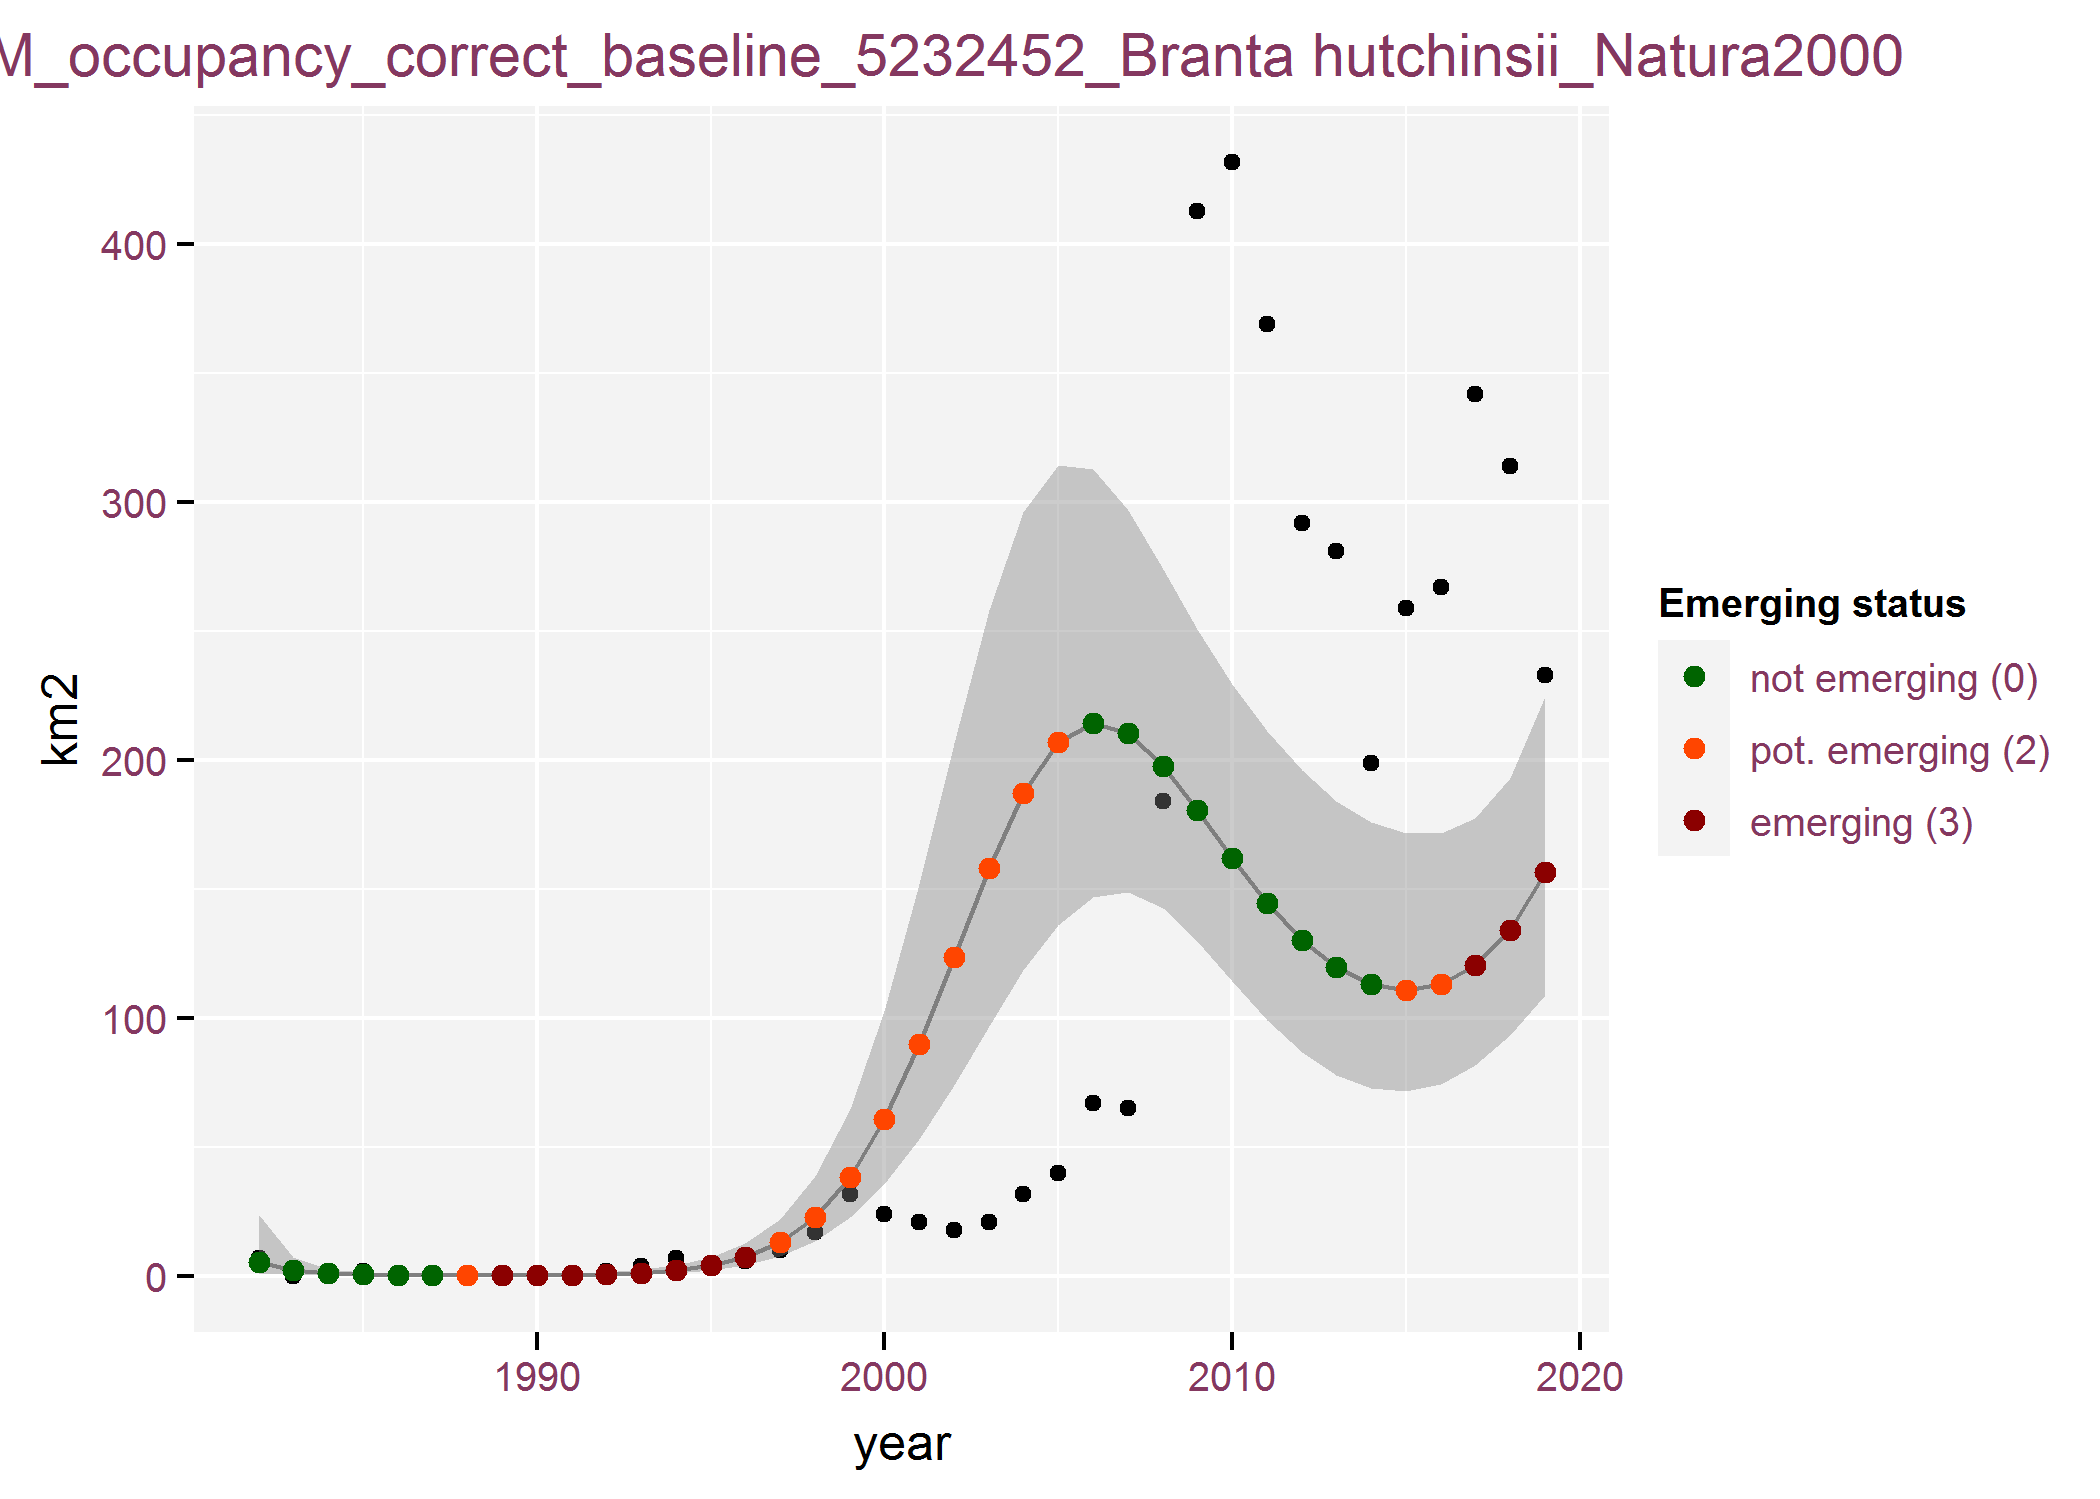 M_occupancy_correct_baseline_5232452_Branta hutchinsii_Natura2000
400
300
200
100
0
km2
1990 2000 2010 2020
year
Emerging status
not emerging (0)
pot. emerging (2)
emerging (3)